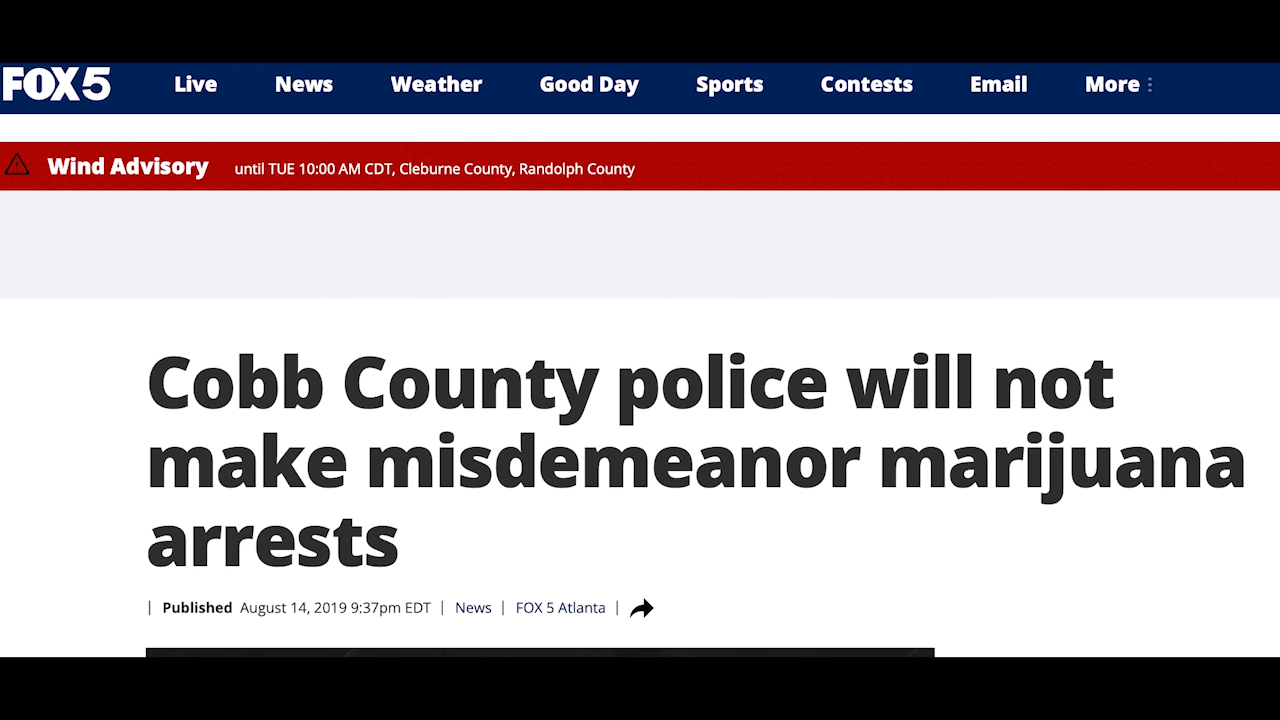 FOX 5 Live News Weather Good Day Sports Contests Email More
Wind Advisory until TUE 10:00 AM CDT, Cleburne County, Randolph County
Cobb County police will not
make misdemeanor marijuana
arrests
| Published August 14, 2019 9:37pm EDT | News | FOX 5 Atlanta |